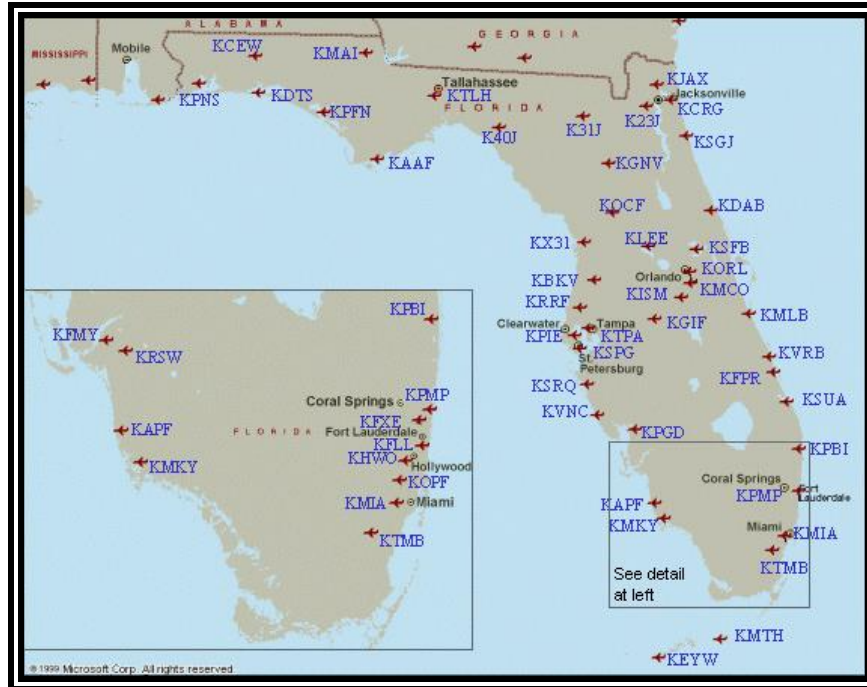 ALABAMA
GEORGIA
MISSISSIPPI
Mobile
KCEW
KMAI
KJAX
Tallahassee
Jacksonville
KPNS
KDTS
KTLH
KPFN
FLORIDA
K23J
KCRG
K40J
K31J
KSGJ
KAAF
KGNV
KOCF
KDAB
KX31
KLEE
KSFB
Orlando
KORL
KBKV
KMCO
KISM
KRRF
KGIF
KMLB
Clearwater
Tampa
KPIE
KTPA
KSPG
St.
Petersburg
KVRB
KFPR
KSRQ
KSUA
KVNC
KPGD
KPBI
Coral Springs
KPMP
Fort
Lauderdale
KAPF
KMKY
Miami
KMIA
KTMB
See detail
at left
KMTH
KEYW
KPBI
KFMY
KRSW
KPMP
Coral Springs
KFXE
KAPF
FLORIDA
Fort Lauderdale
KFLL
KHWO
Hollywood
KMKY
KOPF
KMIA
Miami
KTMB
© 1999 Microsoft Corp. All rights reserved